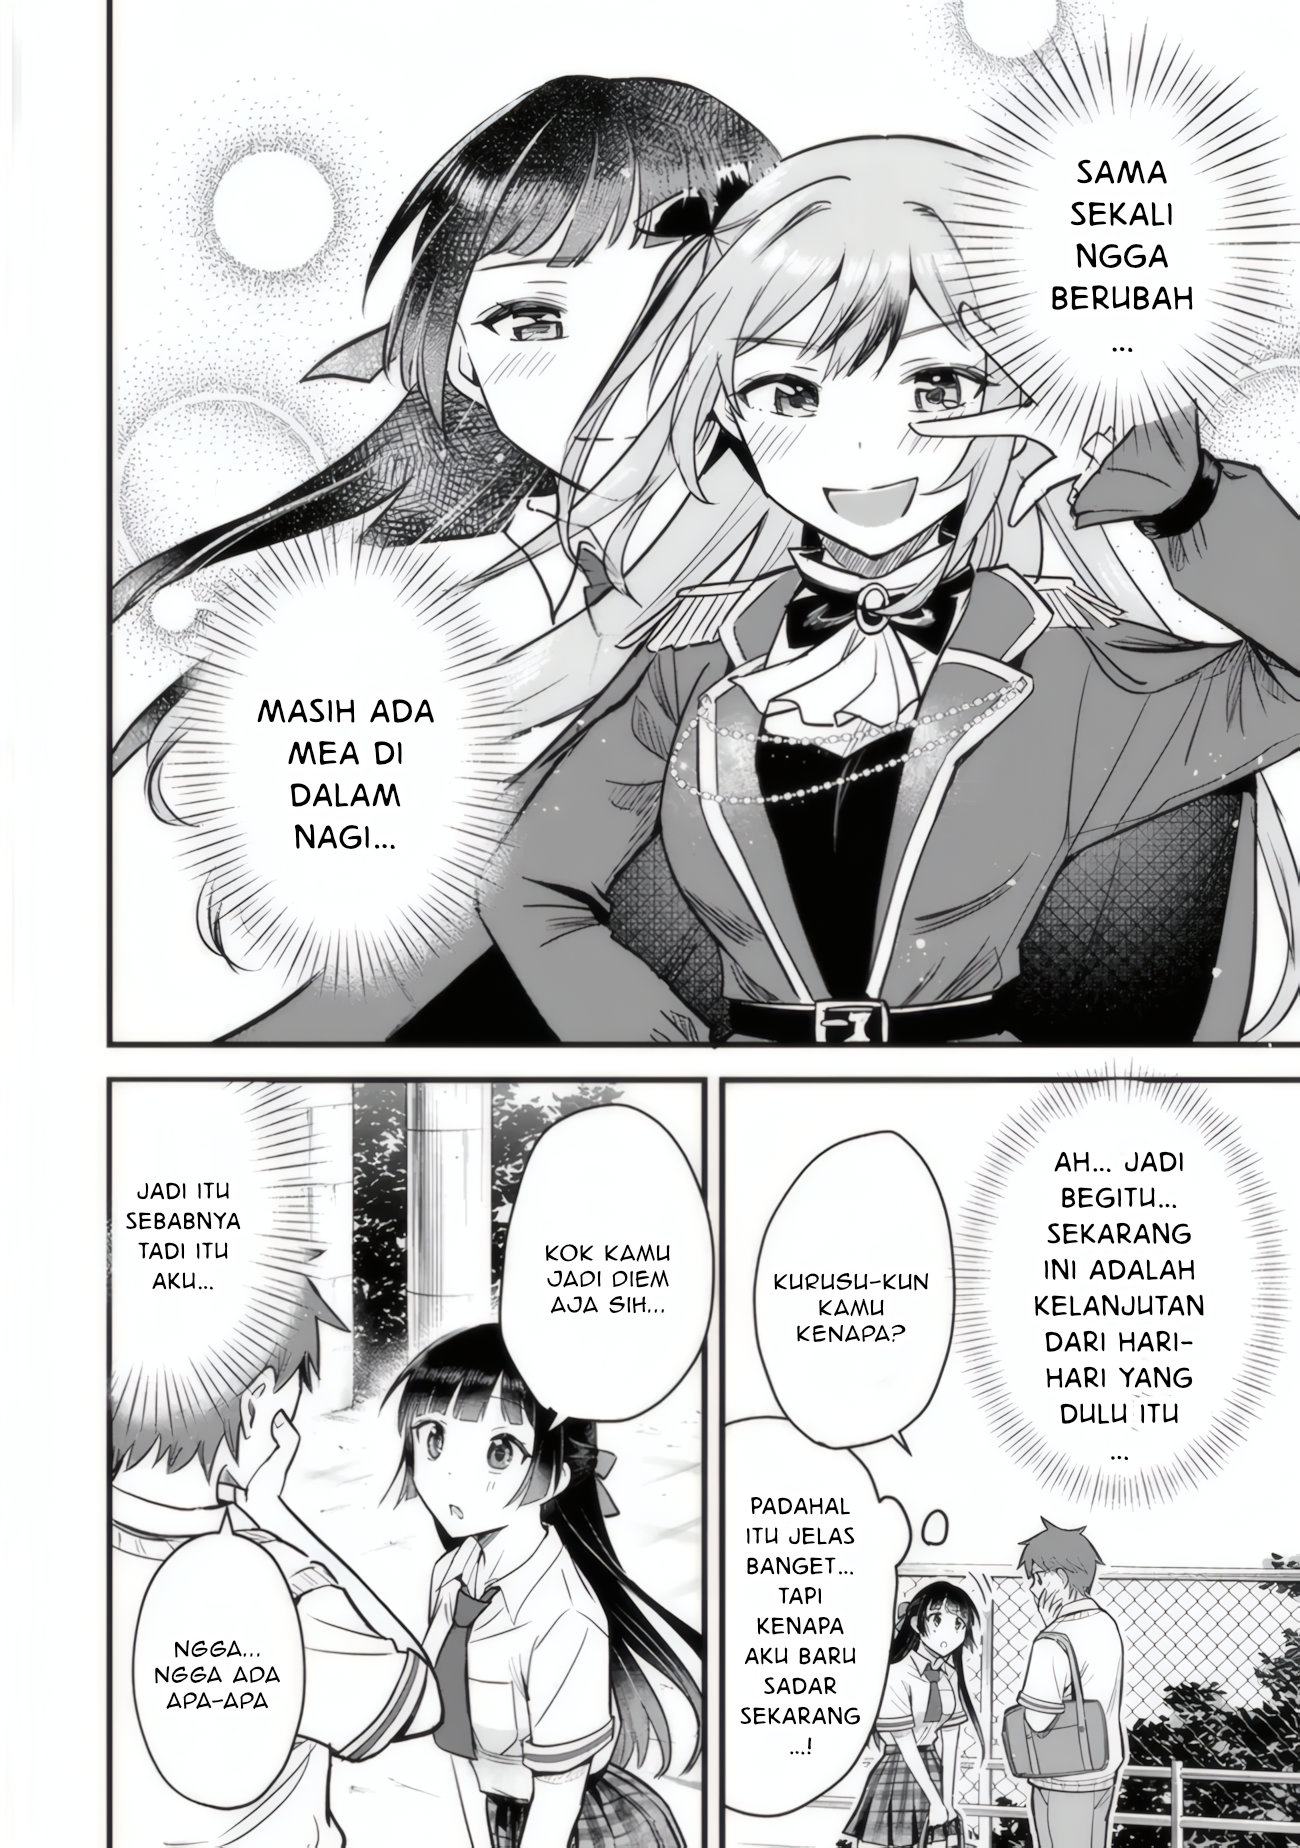 SAMA
SEKALI
NGGA
BERUBAH
...
MASIH ADA
MEA DI
DALAM
NAGI...
AH... JADI
BEGITU...
SEKARANG
INI ADALAH
KELANJUTAN
DARI HARI-
HARI YANG
DULU ITU
...
KURUSU-KUN
KAMU
KENAPA?
PADAHAL
ITU JELAS
BANGET...
TAPI
KENAPA
AKU BARU
SADAR
SEKARANG
...!
KOK KAMU
JADI DIEM
AJA SIH...
JADI ITU
SEBABNYA
TADI ITU
AKU...
NGGA...
NGGA ADA
APA-APA